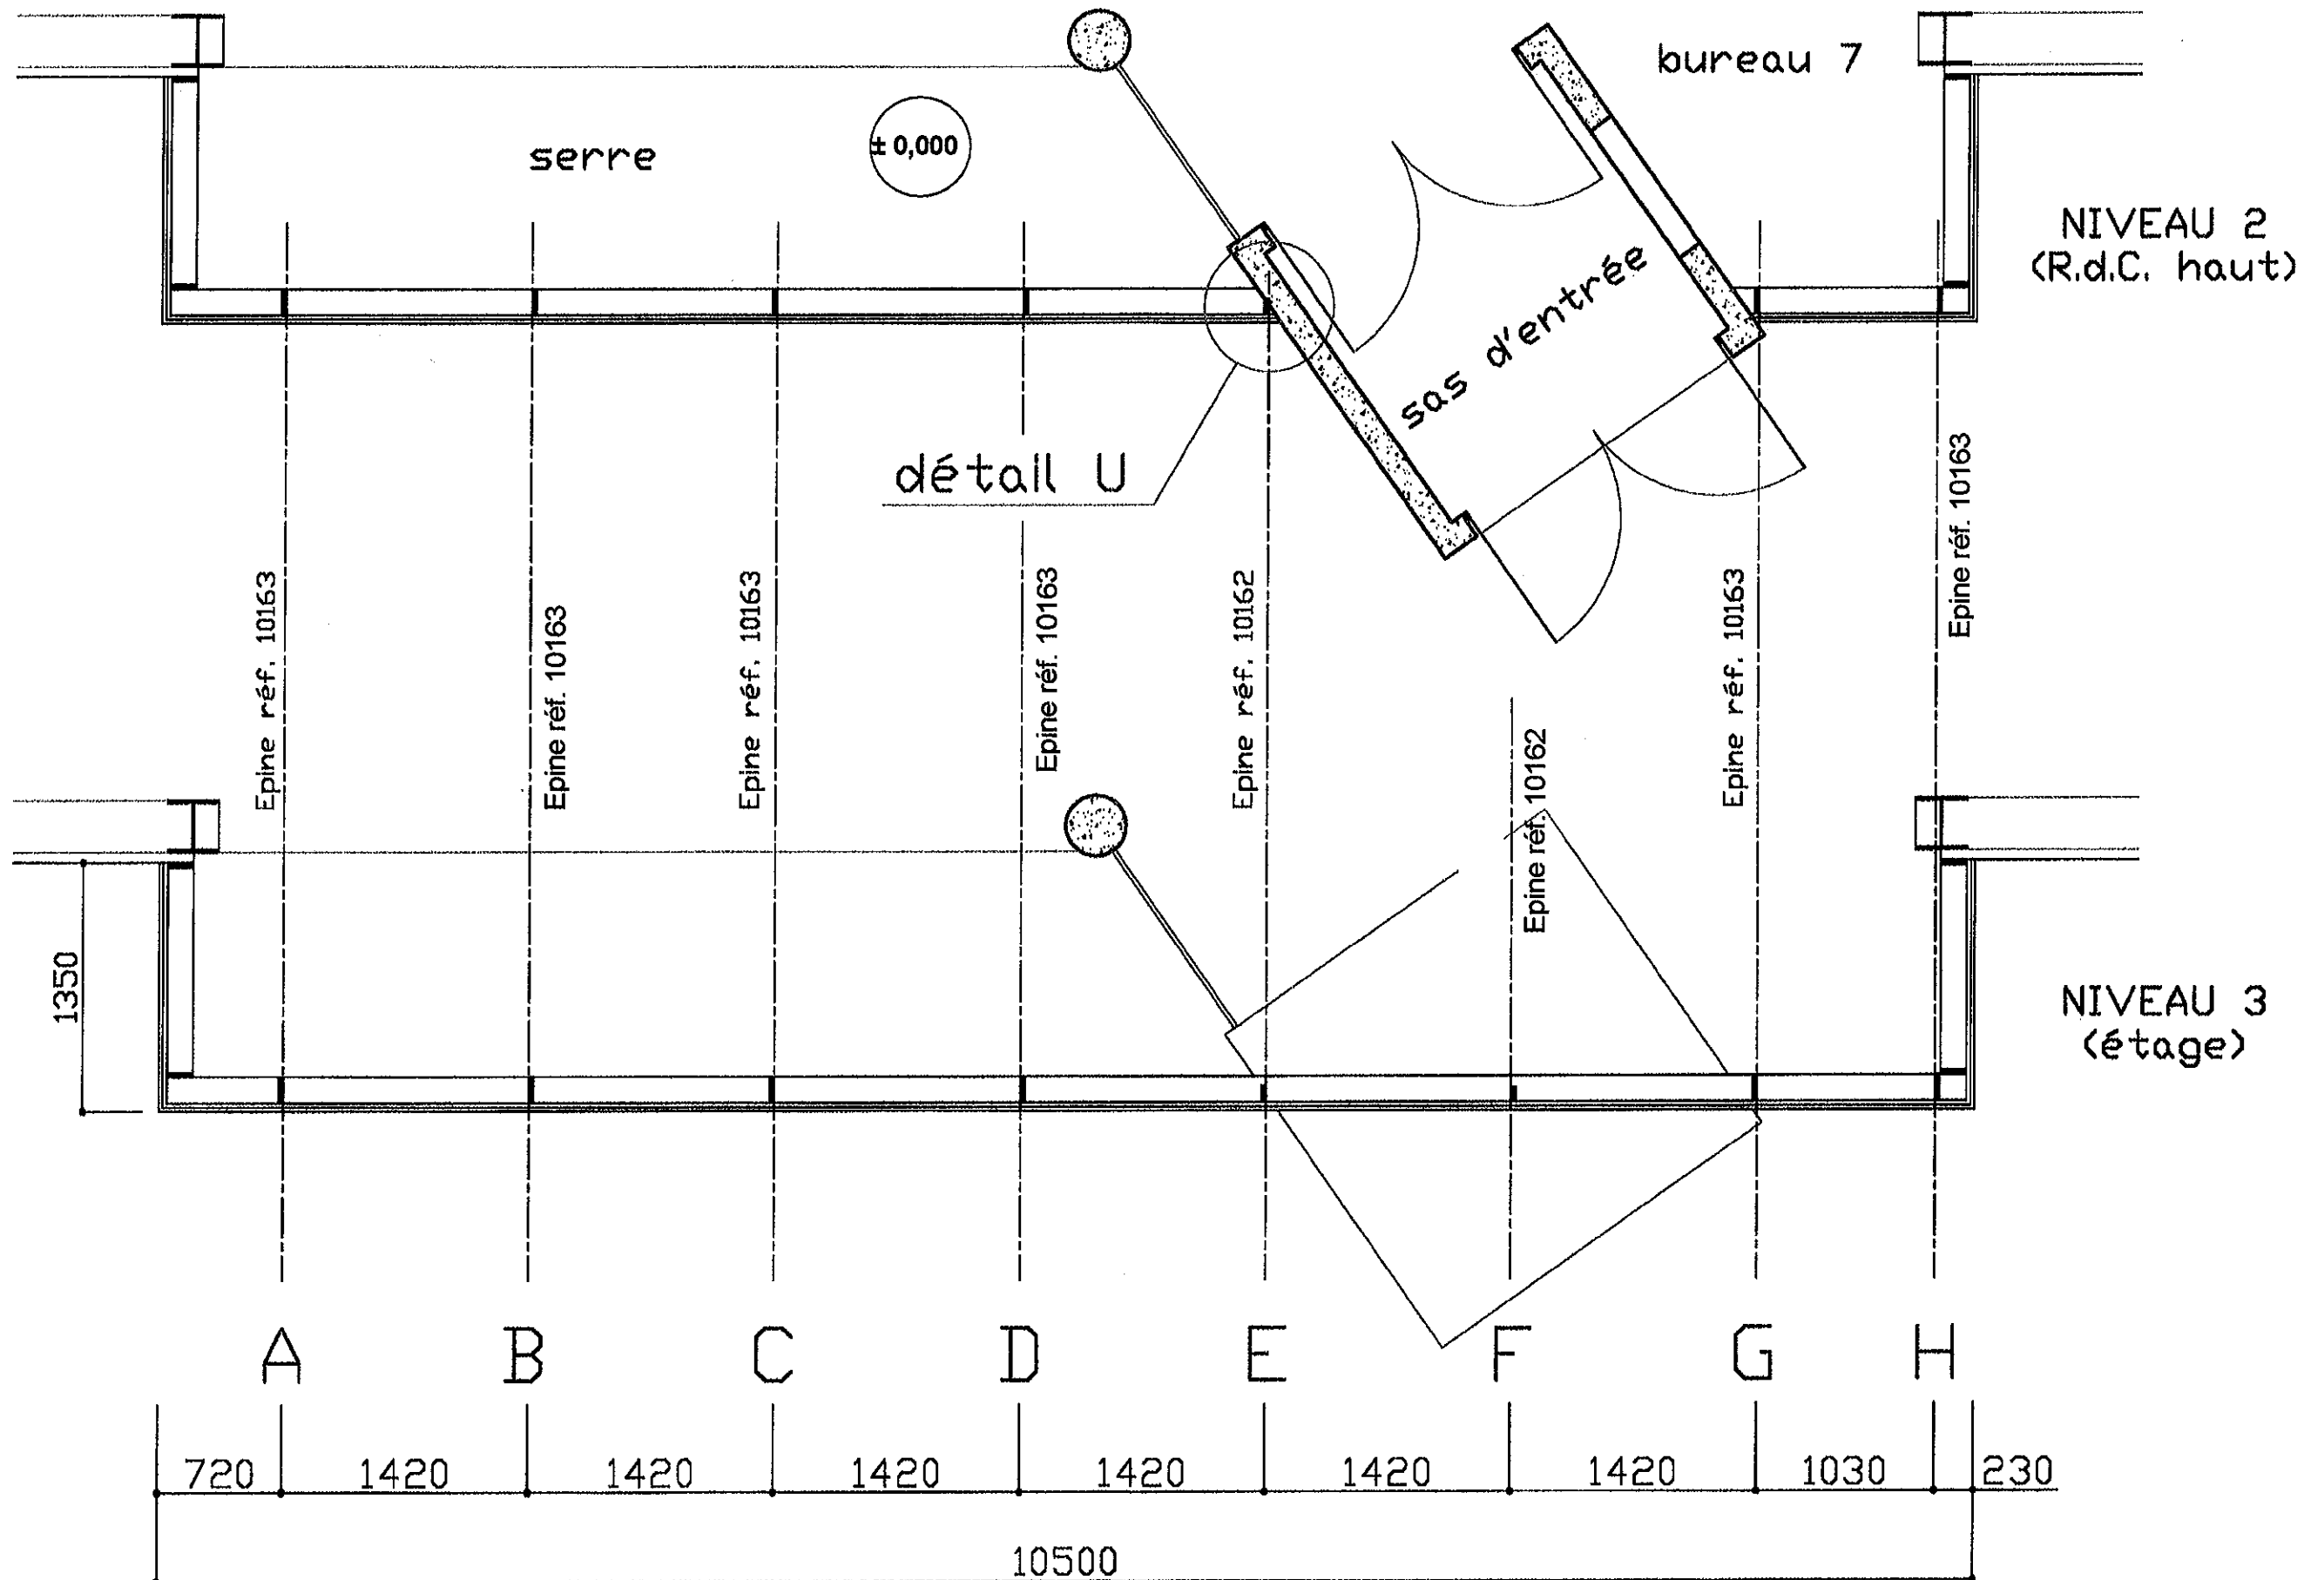 bureau 7
± 0,000
serre
NIVEAU 2
(R.d.C. haut)
sas d'entrée
détail U
Epine réf. 10163
Epine réf. 10163
Epine réf. 10163
Epine réf. 10163
Epine réf. 10162
Epine réf. 10162
Epine réf. 10163
Epine réf. 10163
1350
NIVEAU 3
(étage)
A B C D E F G H
720 1420 1420 1420 1420 1420 1420 1030 230
10500